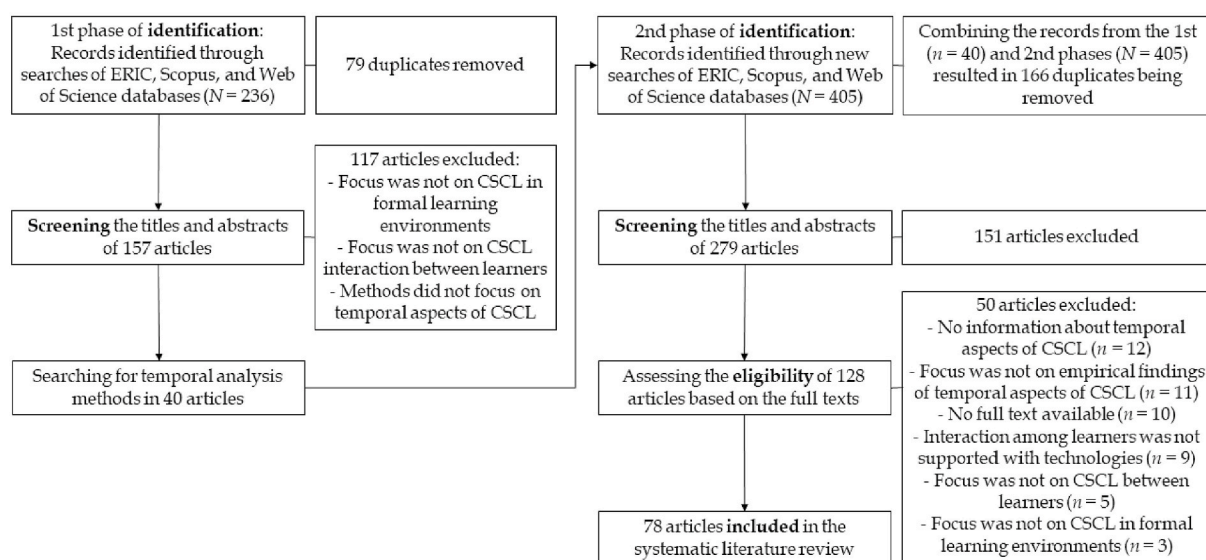 1st phase of identification:
Records identified through
searches of ERIC, Scopus, and Web
of Science databases (N = 236)
79 duplicates removed
117 articles excluded:
- Focus was not on CSCL in
formal learning
environments
- Focus was not on CSCL
interaction between learners
- Methods did not focus on
temporal aspects of CSCL
Screening the titles and abstracts
of 157 articles
Searching for temporal analysis
methods in 40 articles
2nd phase of identification:
Records identified through new
searches of ERIC, Scopus, and Web
of Science databases (N = 405)
Combining the records from the 1st
(n = 40) and 2nd phases (N = 405)
resulted in 166 duplicates being
removed
Screening the titles and abstracts
of 279 articles
151 articles excluded
Assessing the eligibility of 128
articles based on the full texts
50 articles excluded:
- No information about temporal
aspects of CSCL (n = 12)
- Focus was not on empirical findings
of temporal aspects of CSCL (n = 11)
- No full text available (n = 10)
- Interaction among learners was not
supported with technologies (n = 9)
- Focus was not on CSCL between
learners (n = 5)
- Focus was not on CSCL in formal
learning environments (n = 3)
78 articles included in the
systematic literature review